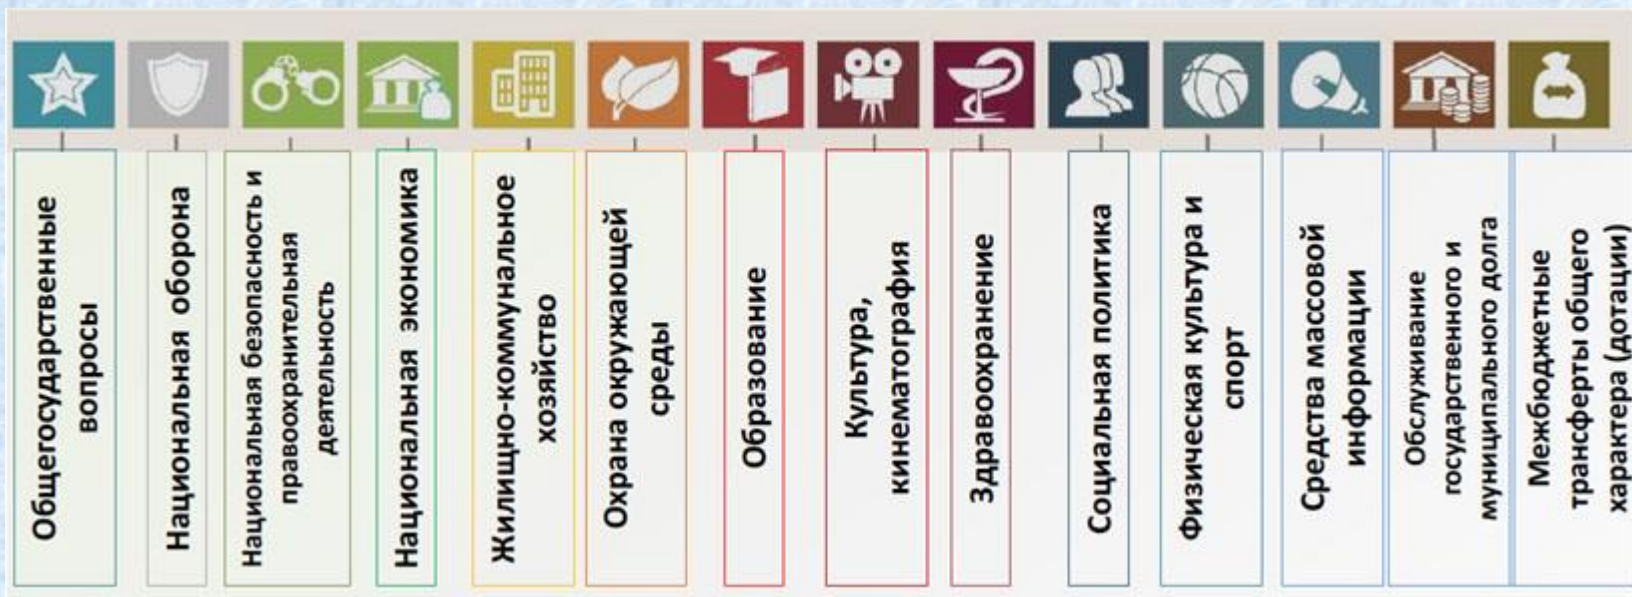 Общегосударственные
вопросы
Национальная оборона
Национальная безопасность и
правоохранительная
деятельность
Национальная экономика
Жилищно-коммунальное
хозяйство
Охрана окружающей
среды
Образование
Культура,
кинематография
Здравоохранение
Социальная политика
Физическая культура и
спорт
Средства массовой
информации
Обслуживание
государственного и
муниципального долга
Межбюджетные
трансферты общего
характера (дотации)